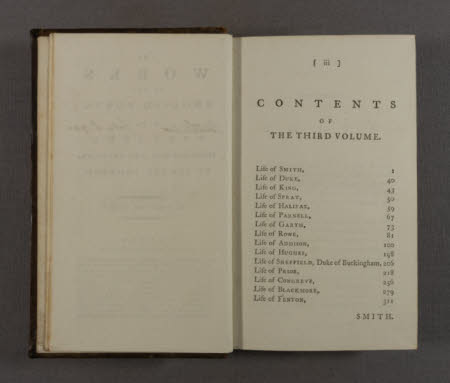 [ iii ]
CONTENTS
OF
THE THIRD VOLUME.
Life of SMITH, 1
Life of DUKE, 40
Life of KING, 43
Life of SPRAT, 50
Life of HALIFAX, 59
Life of PARNELL, 67
Life of GARTH, 73
Life of ROWE, 81
Life of ADDISON, 100
Life of HUGHES, 198
Life of SHEFFIELD, Duke of Buckingham, 206
Life of PRIOR, 218
Life of CONGREVE, 256
Life of BLACKMORE, 279
Life of FENTON, 311
SMITH.